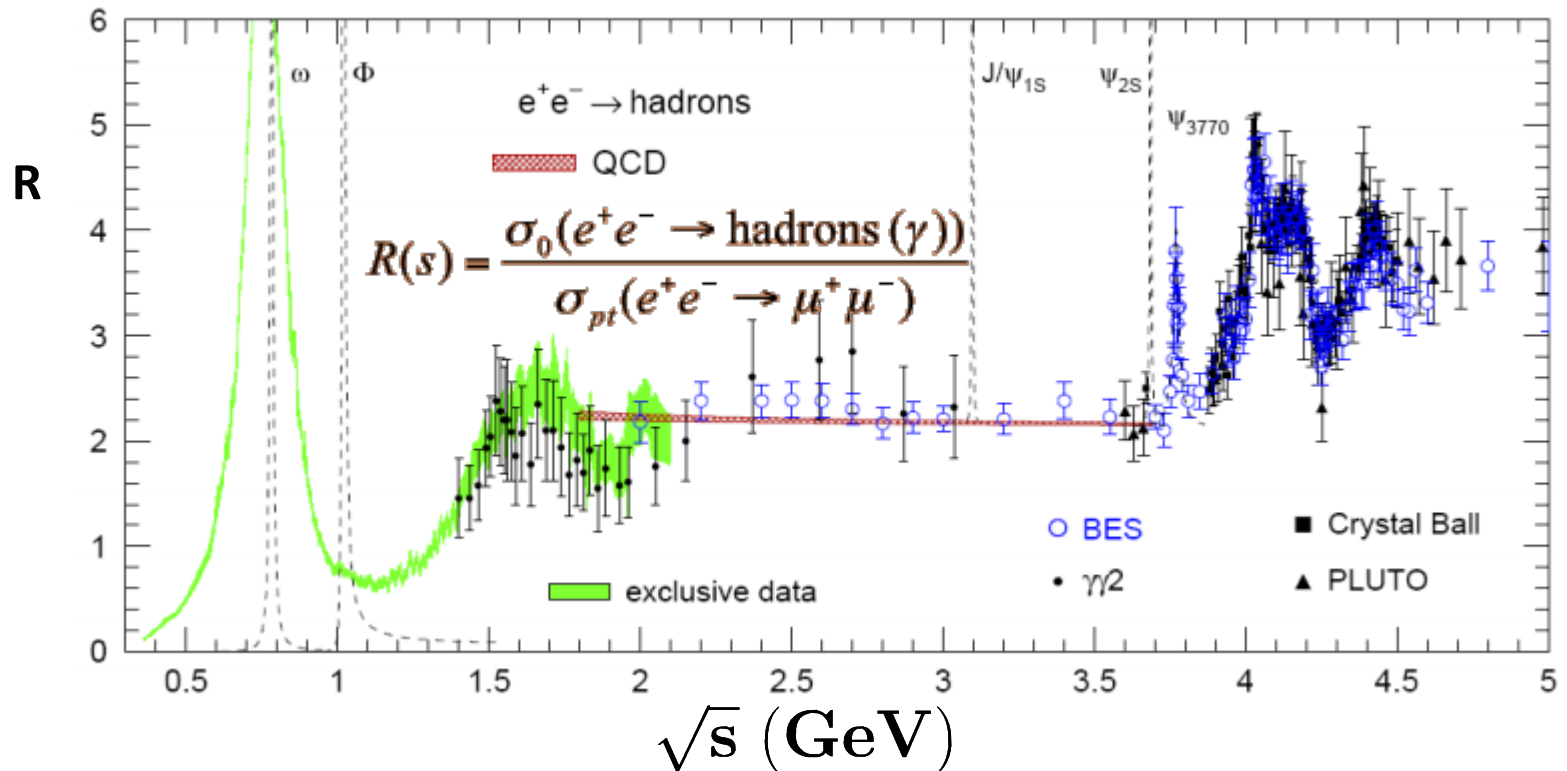 6
5
4
3
2
1
0
R
ω Φ J/ψ1S ψ2S
ψ3770
e+e− → hadrons
QCD
R(s) = σ0(e+e− → hadrons (γ)) / σpt(e+e− → μ+μ−)
BES
γγ2
Crystal Ball
PLUTO
exclusive data
0.5 1 1.5 2 2.5 3 3.5 4 4.5 5
√s (GeV)